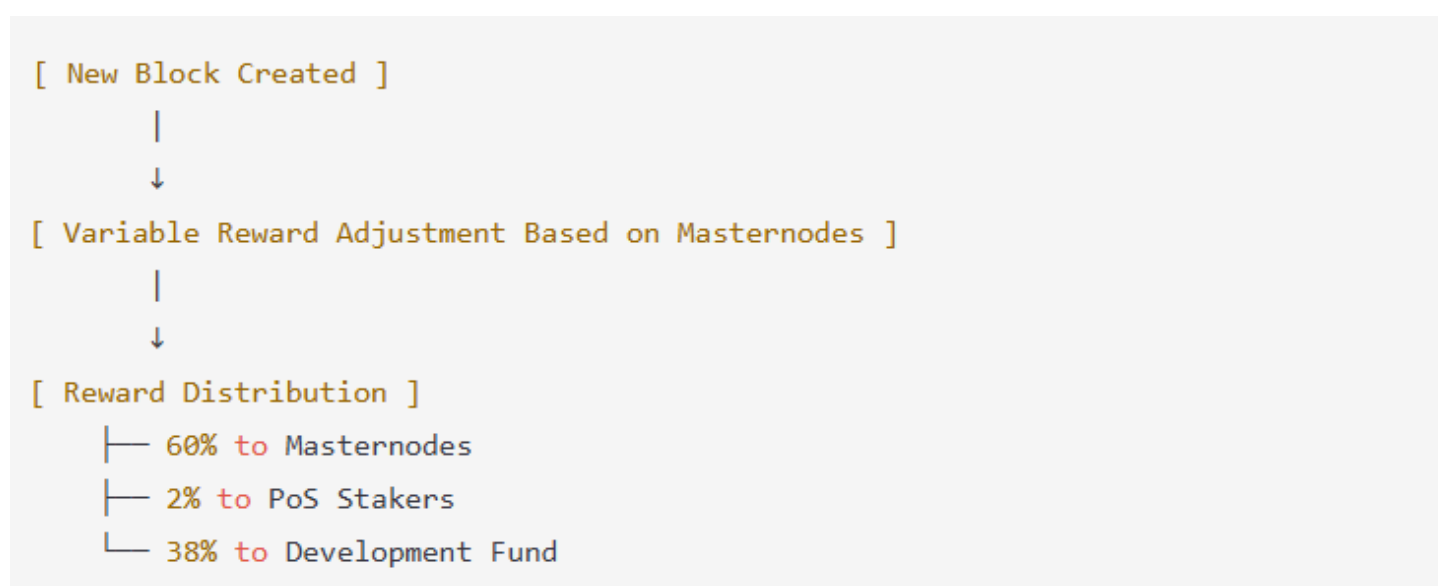 [ New Block Created ]
|
↓
[ Variable Reward Adjustment Based on Masternodes ]
|
↓
[ Reward Distribution ]
├── 60% to Masternodes
├── 2% to PoS Stakers
└── 38% to Development Fund